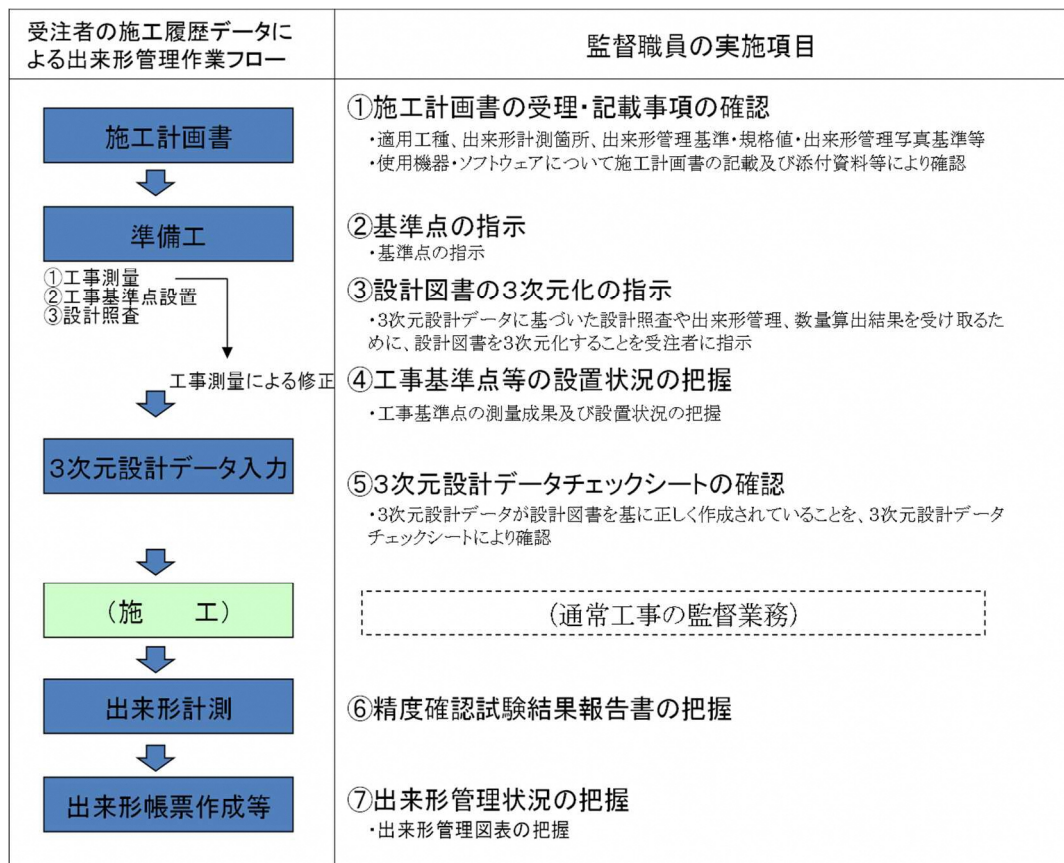 受注者の施工履歴データに
よる出来形管理作業フロー
監督職員の実施項目
施工計画書
①施工計画書の受理・記載事項の確認
・適用工種、出来形計測箇所、出来形管理基準・規格値・出来形管理写真基準等
・使用機器・ソフトウェアについて施工計画書の記載及び添付資料等により確認
準備工
①工事測量
②工事基準点設置
③設計照査
工事測量による修正
②基準点の指示
・基準点の指示
③設計図書の３次元化の指示
・3次元設計データに基づいた設計照査や出来形管理、数量算出結果を受け取るた
めに、設計図書を3次元化することを受注者に指示
④工事基準点等の設置状況の把握
・工事基準点の測量成果及び設置状況の把握
３次元設計データ入力
⑤３次元設計データチェックシートの確認
・3次元設計データが設計図書を基に正しく作成されていることを、3次元設計データ
チェックシートにより確認
（施　　工）
（通常工事の監督業務）
出来形計測
⑥精度確認試験結果報告書の把握
出来形帳票作成等
⑦出来形管理状況の把握
・出来形管理図表の把握